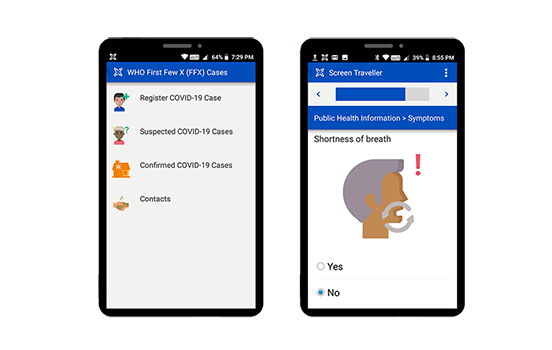 64% 7:29 PM
WHO First Few X (FFX) Cases
Register COVID-19 Case
Suspected COVID-19 Cases
Confirmed COVID-19 Cases
Contacts
39% 8:55 PM
Screen Traveller
Public Health Information > Symptoms
Shortness of breath
!
Yes
No